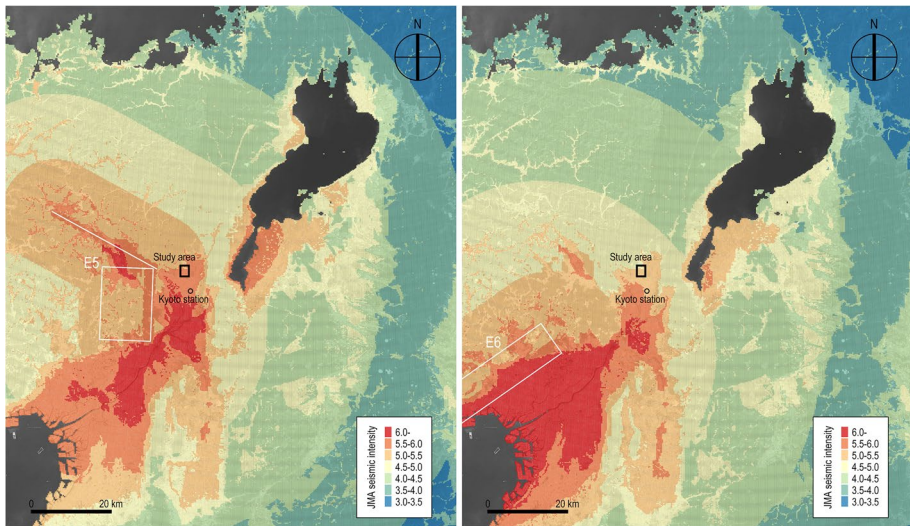 N
Study area
E5
Kyoto station
JMA seismic intensity
6.0-
5.5-6.0
5.0-5.5
4.5-5.0
4.0-4.5
3.5-4.0
3.0-3.5
0 20 km
N
Study area
Kyoto station
E6
JMA seismic intensity
6.0-
5.5-6.0
5.0-5.5
4.5-5.0
4.0-4.5
3.5-4.0
3.0-3.5
0 20 km